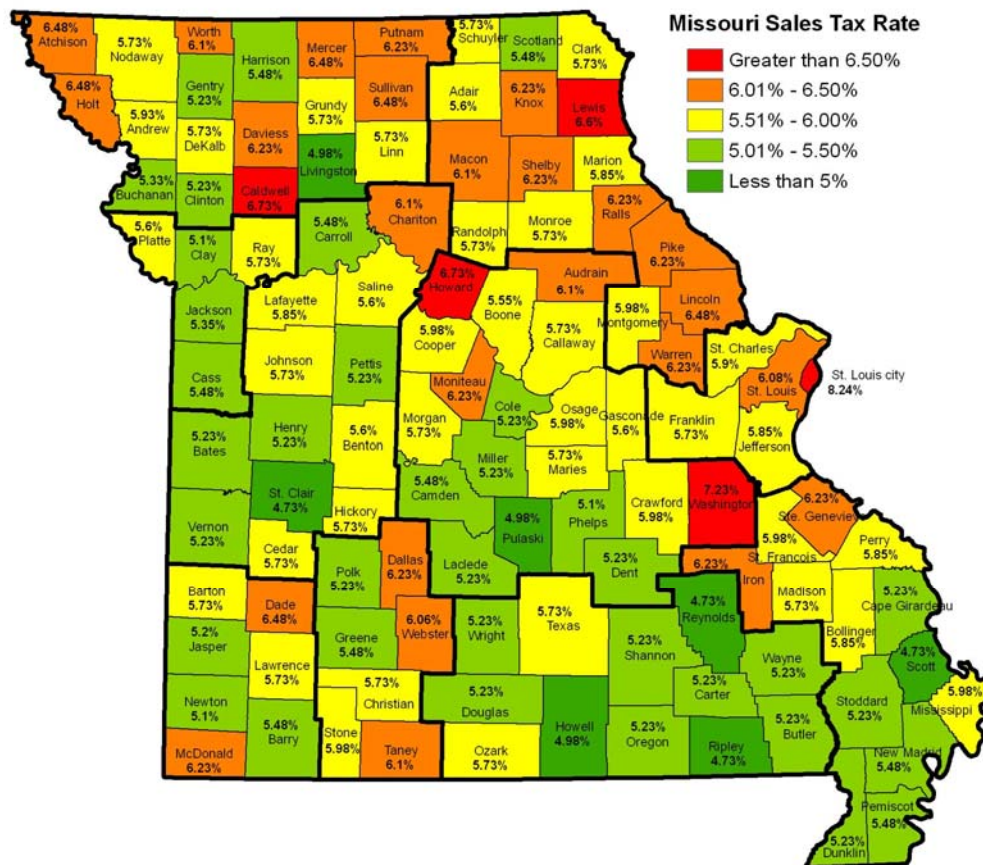 Missouri Sales Tax Rate
Greater than 6.50%
6.01% - 6.50%
5.51% - 6.00%
5.01% - 5.50%
Less than 5%
6.48%
Atchison
5.73%
Nodaway
Worth
6.1%
Harrison
5.48%
Mercer
6.48%
Putnam
6.23%
5.73%
Schuyler
Scotland
5.48%
Clark
5.73%
6.48%
Holt
Gentry
5.23%
Sullivan
6.48%
Adair
5.6%
6.23%
Knox
Lewis
6.6%
5.93%
Andrew
5.73%
DeKalb
Daviess
6.23%
Grundy
5.73%
5.73%
Linn
4.98%
Livingston
Macon
6.1%
Shelby
6.23%
Marion
5.85%
5.33%
Buchanan
5.23%
Clinton
Caldwell
6.73%
6.1%
Chariton
6.23%
Ralls
5.6%
Platte
5.1%
Clay
Ray
5.73%
5.48%
Carroll
Randolph
5.73%
Monroe
5.73%
Pike
6.23%
Jackson
5.35%
Lafayette
5.85%
Saline
5.6%
6.73%
Howard
5.55%
Boone
Audrain
6.1%
5.98%
Montgomery
Lincoln
6.48%
Cass
5.48%
Johnson
5.73%
Pettis
5.23%
5.98%
Cooper
5.73%
Callaway
Warren
6.23%
St. Charles
5.9%
6.08%
St. Louis
St. Louis city
8.24%
Moniteau
6.23%
Cole
5.23%
Osage
5.98%
Gasconade
5.6%
Franklin
5.73%
5.85%
Jefferson
5.23%
Bates
Henry
5.23%
5.6%
Benton
Morgan
5.73%
Miller
5.23%
5.73%
Maries
St. Clair
4.73%
Hickory
5.73%
5.48%
Camden
4.98%
Pulaski
5.1%
Phelps
Crawford
5.98%
7.23%
Washington
6.23%
Ste. Genevieve
Vernon
5.23%
Cedar
5.73%
Polk
5.23%
Dallas
6.23%
Laclede
5.23%
5.23%
Dent
6.23%
Iron
5.98%
St. Francois
Perry
5.85%
Barton
5.73%
Dade
6.48%
Greene
5.48%
6.06%
Webster
5.23%
Wright
5.73%
Texas
4.73%
Reynolds
Madison
5.73%
Bollinger
5.85%
5.23%
Cape Girardeau
5.2%
Jasper
Lawrence
5.73%
5.73%
Christian
5.23%
Douglas
5.23%
Shannon
Wayne
5.23%
4.73%
Scott
Newton
5.1%
5.48%
Barry
Stone
5.98%
Taney
6.1%
Ozark
5.73%
Howell
4.98%
5.23%
Oregon
5.23%
Carter
5.23%
Butler
Stoddard
5.23%
5.98%
Mississippi
McDonald
6.23%
Ripley
4.73%
New Madrid
5.48%
Pemiscot
5.48%
5.23%
Dunklin